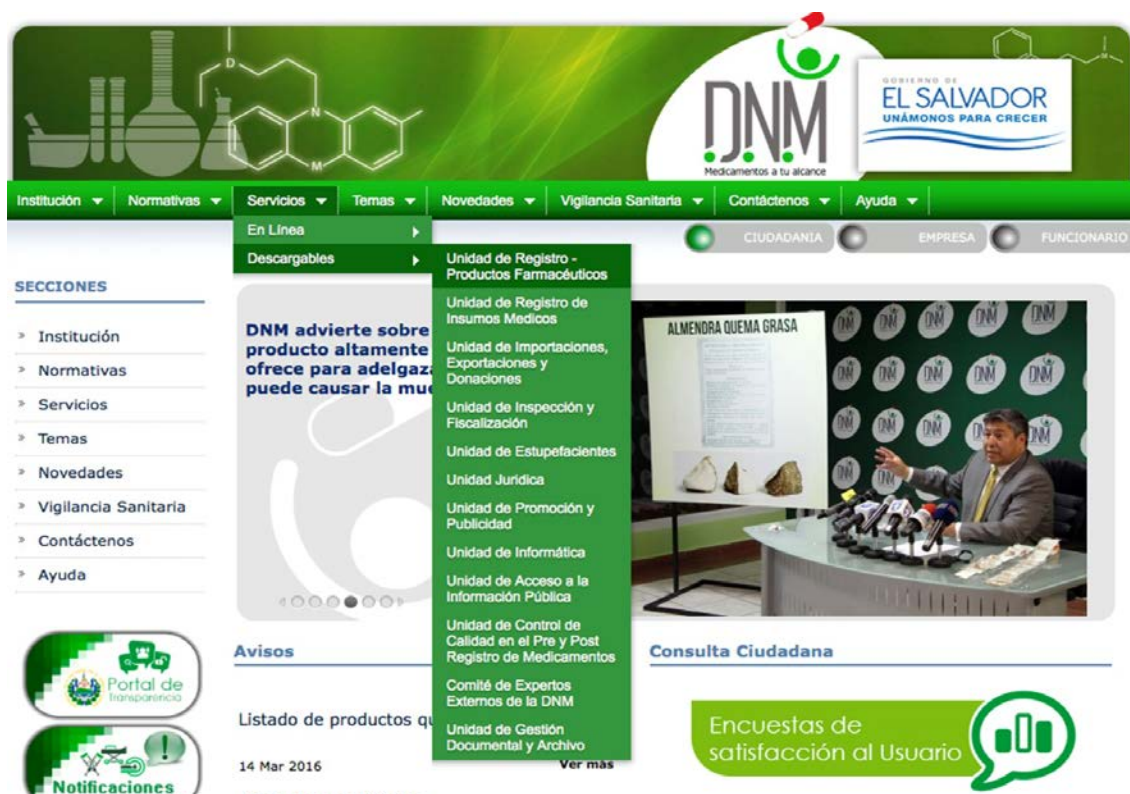 DNM
Medicamentos a tu alcance
GOBIERNO DE
EL SALVADOR
UNÁMONOS PARA CRECER
Institución
Normativas
Servicios
Temas
Novedades
Vigilancia Sanitaria
Contáctenos
Ayuda
En Línea
Descargables
CIUDADANIA
EMPRESA
FUNCIONARIO
Unidad de Registro -
Productos Farmacéuticos
Unidad de Registro de
Insumos Medicos
Unidad de Importaciones,
Exportaciones y
Donaciones
Unidad de Inspección y
Fiscalización
Unidad de Estupefacientes
Unidad Juridica
Unidad de Promoción y
Publicidad
Unidad de Informática
Unidad de Acceso a la
Información Pública
Unidad de Control de
Calidad en el Pre y Post
Registro de Medicamentos
Comité de Expertos
Externos de la DNM
Unidad de Gestión
Documental y Archivo
SECCIONES
Institución
Normativas
Servicios
Temas
Novedades
Vigilancia Sanitaria
Contáctenos
Ayuda
DNM advierte sobre
producto altamente
ofrece para adelgaz
puede causar la mue
ALMENDRA QUEMA GRASA
Portal de
Transparencia
Notificaciones
Avisos
Listado de productos qu
14 Mar 2016
Ver más
Consulta Ciudadana
Encuestas de
satisfacción al Usuario